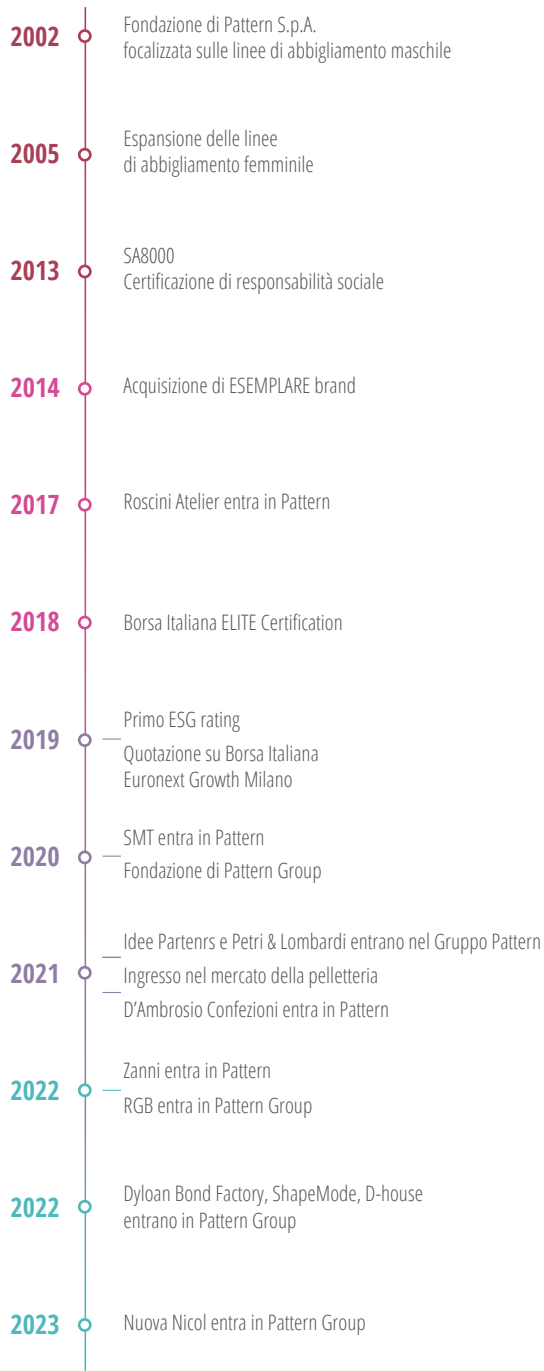 2002
Fondazione di Pattern S.p.A.
focalizzata sulle linee di abbigliamento maschile
2005
Espansione delle linee
di abbigliamento femminile
2013
SA8000
Certificazione di responsabilità sociale
2014
Acquisizione di ESEMPLARE brand
2017
Roscini Atelier entra in Pattern
2018
Borsa Italiana ELITE Certification
2019
Primo ESG rating
Quotazione su Borsa Italiana
Euronext Growth Milano
2020
SMT entra in Pattern
Fondazione di Pattern Group
2021
Idee Partenrs e Petri & Lombardi entrano nel Gruppo Pattern
Ingresso nel mercato della pelletteria
D’Ambrosio Confezioni entra in Pattern
2022
Zanni entra in Pattern
RGB entra in Pattern Group
2022
Dyloan Bond Factory, ShapeMode, D-house
entrano in Pattern Group
2023
Nuova Nicol entra in Pattern Group